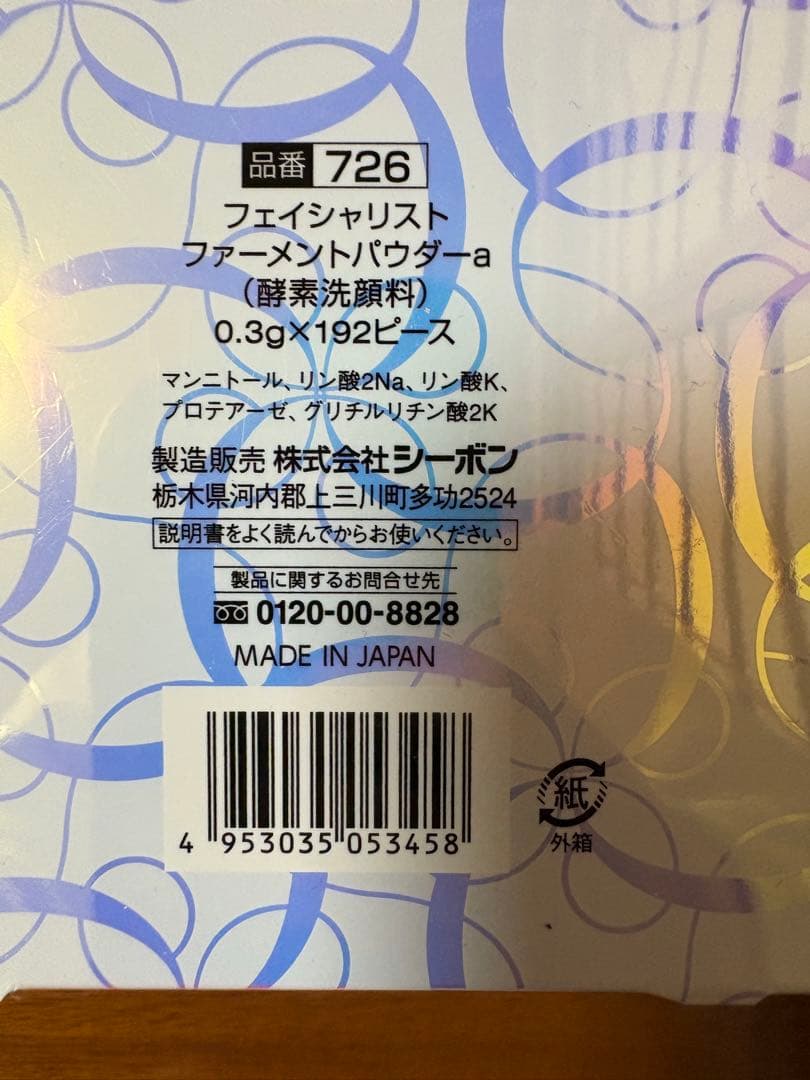 品番 726
フェイシャリスト
ファーメントパウダーa
(酵素洗顔料)
0.3g×192ピース
マンニトール、リン酸2Na、リン酸K、
プロテアーゼ、グリチルリチン酸2K
製造販売 株式会社シーボン
栃木県河内郡上三川町多功2524
説明書をよく読んでからお使いください。
製品に関するお問合せ先
0120-00-8828
MADE IN JAPAN
4 953035 053458
紙
外箱